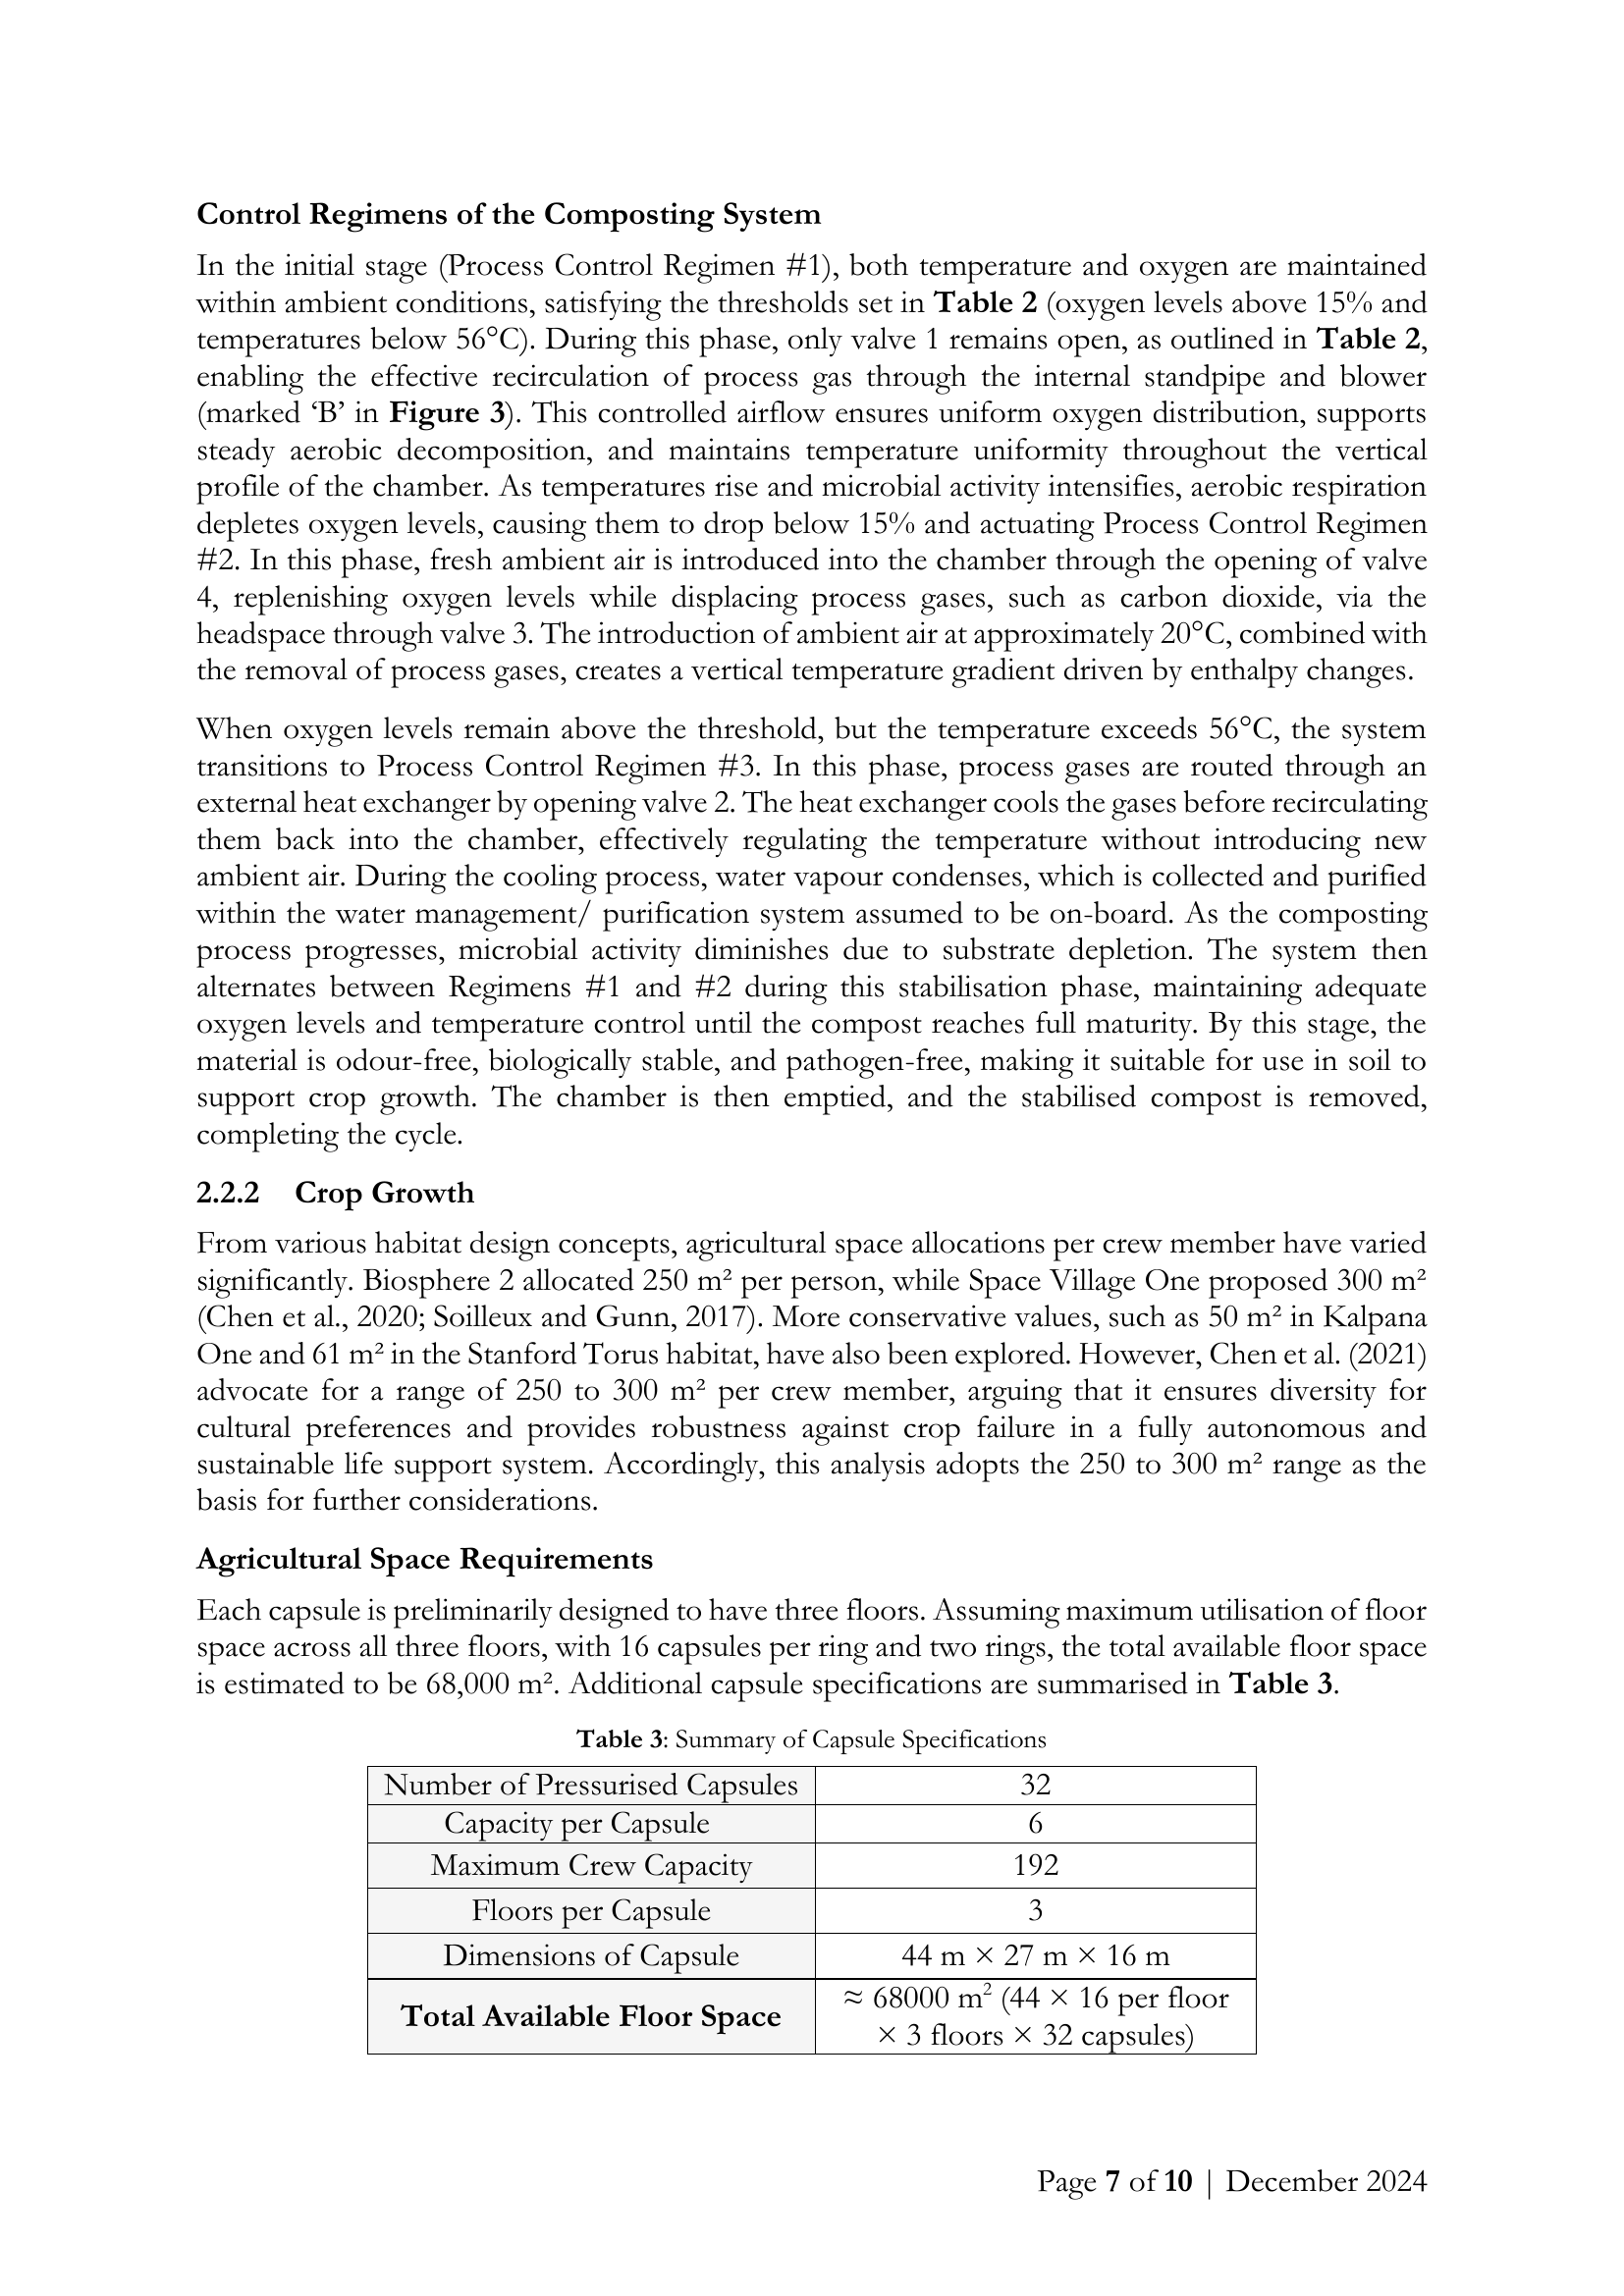 Control Regimens of the Composting System
In the initial stage (Process Control Regimen #1), both temperature and oxygen are maintained
within ambient conditions, satisfying the thresholds set in Table 2 (oxygen levels above 15% and
temperatures below 56°C). During this phase, only valve 1 remains open, as outlined in Table 2,
enabling the effective recirculation of process gas through the internal standpipe and blower
(marked ‘B’ in Figure 3). This controlled airflow ensures uniform oxygen distribution, supports
steady aerobic decomposition, and maintains temperature uniformity throughout the vertical
profile of the chamber. As temperatures rise and microbial activity intensifies, aerobic respiration
depletes oxygen levels, causing them to drop below 15% and actuating Process Control Regimen
#2. In this phase, fresh ambient air is introduced into the chamber through the opening of valve
4, replenishing oxygen levels while displacing process gases, such as carbon dioxide, via the
headspace through valve 3. The introduction of ambient air at approximately 20°C, combined with
the removal of process gases, creates a vertical temperature gradient driven by enthalpy changes.
When oxygen levels remain above the threshold, but the temperature exceeds 56°C, the system
transitions to Process Control Regimen #3. In this phase, process gases are routed through an
external heat exchanger by opening valve 2. The heat exchanger cools the gases before recirculating
them back into the chamber, effectively regulating the temperature without introducing new
ambient air. During the cooling process, water vapour condenses, which is collected and purified
within the water management/ purification system assumed to be on-board. As the composting
process progresses, microbial activity diminishes due to substrate depletion. The system then
alternates between Regimens #1 and #2 during this stabilisation phase, maintaining adequate
oxygen levels and temperature control until the compost reaches full maturity. By this stage, the
material is odour-free, biologically stable, and pathogen-free, making it suitable for use in soil to
support crop growth. The chamber is then emptied, and the stabilised compost is removed,
completing the cycle.
2.2.2 Crop Growth
From various habitat design concepts, agricultural space allocations per crew member have varied
significantly. Biosphere 2 allocated 250 m² per person, while Space Village One proposed 300 m²
(Chen et al., 2020; Soilleux and Gunn, 2017). More conservative values, such as 50 m² in Kalpana
One and 61 m² in the Stanford Torus habitat, have also been explored. However, Chen et al. (2021)
advocate for a range of 250 to 300 m² per crew member, arguing that it ensures diversity for
cultural preferences and provides robustness against crop failure in a fully autonomous and
sustainable life support system. Accordingly, this analysis adopts the 250 to 300 m² range as the
basis for further considerations.
Agricultural Space Requirements
Each capsule is preliminarily designed to have three floors. Assuming maximum utilisation of floor
space across all three floors, with 16 capsules per ring and two rings, the total available floor space
is estimated to be 68,000 m². Additional capsule specifications are summarised in Table 3.
Table 3: Summary of Capsule Specifications
Number of Pressurised Capsules 32
Capacity per Capsule 6
Maximum Crew Capacity 192
Floors per Capsule 3
Dimensions of Capsule 44 m × 27 m × 16 m
Total Available Floor Space ≈ 68000 m² (44 × 16 per floor
× 3 floors × 32 capsules)
Page 7 of 10 | December 2024